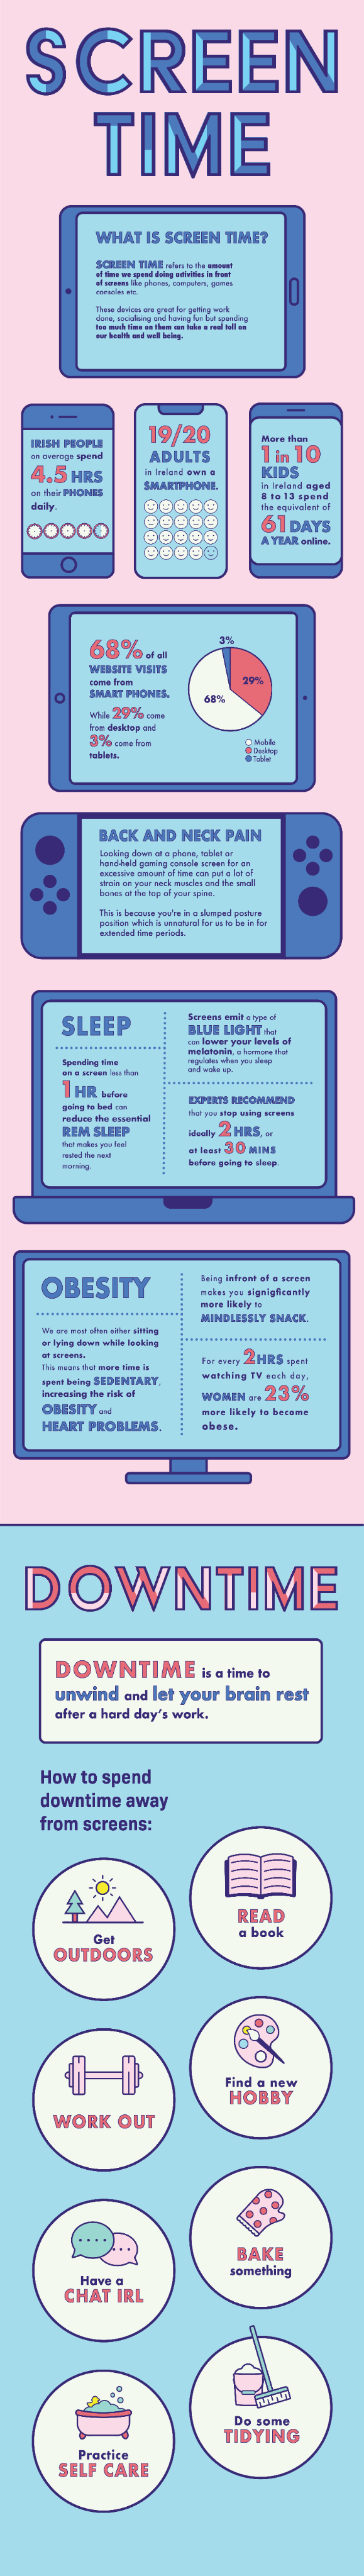 SCREEN
TIME
WHAT IS SCREEN TIME?
SCREEN TIME refers to the amount
of time we spend doing activities in front
of screens like phones, computers, games
consoles etc.
These devices are great for getting work
done, socialising and having fun but spending
too much time on them can take a real toll on
our health and well being.
IRISH PEOPLE
on average spend
4.5 HRS
on their PHONES
daily.
19/20
ADULTS
in Ireland own a
SMARTPHONE.
More than
1 in 10
KIDS
in Ireland aged
8 to 13 spend
the equivalent of
61 DAYS
A YEAR online.
68% of all
WEBSITE VISITS
come from
SMART PHONES.
While 29% come
from desktop and
3% come from
tablets.
3%
29%
68%
Mobile
Desktop
Tablet
BACK AND NECK PAIN
Looking down at a phone, tablet or
hand-held gaming console screen for an
excessive amount of time can put a lot of
strain on your neck muscles and the small
bones at the top of your spine.
This is because you're in a slumped posture
position which is unnatural for us to be in for
extended time periods.
SLEEP
Spending time
on a screen less than
1 HR before
going to bed can
reduce the essential
REM SLEEP
that makes you feel
rested the next
morning.
Screens emit a type of
BLUE LIGHT that
can lower your levels of
melatonin, a hormone that
regulates when you sleep
and wake up.
EXPERTS RECOMMEND
that you stop using screens
ideally 2 HRS, or
at least 30 MINS
before going to sleep.
OBESITY
We are most often either sitting
or lying down while looking
at screens.
This means that more time is
spent being SEDENTARY,
increasing the risk of
OBESITY and
HEART PROBLEMS.
Being infront of a screen
makes you signigficantly
more likely to
MINDLESSLY SNACK.
For every 2HRS spent
watching TV each day,
WOMEN are 23%
more likely to become
obese.
DOWNTIME
DOWNTIME is a time to
unwind and let your brain rest
after a hard day's work.
How to spend
downtime away
from screens:
READ
a book
Get
OUTDOORS
Find a new
HOBBY
WORK OUT
BAKE
something
Have a
CHAT IRL
Do some
TIDYING
Practice
SELF CARE